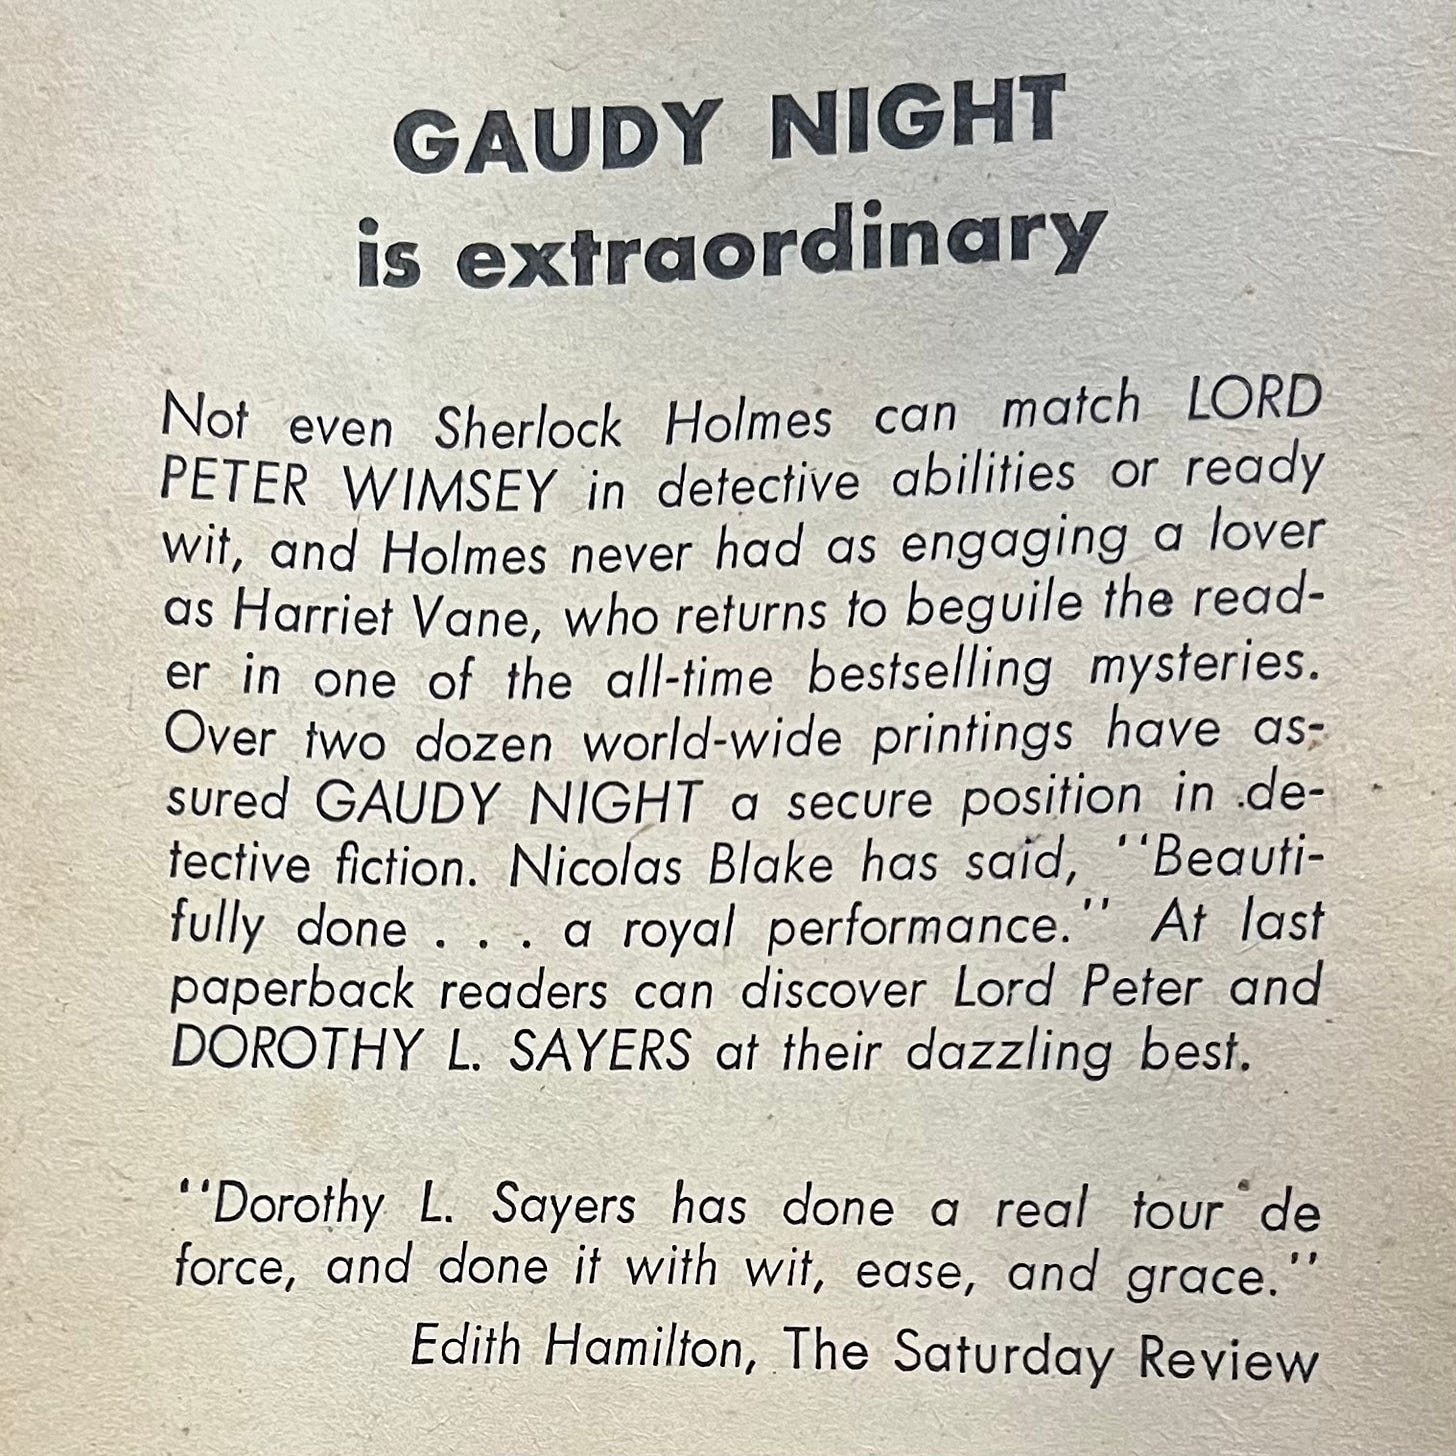 GAUDY NIGHT
is extraordinary
Not even Sherlock Holmes can match LORD
PETER WIMSEY in detective abilities or ready
wit, and Holmes never had as engaging a lover
as Harriet Vane, who returns to beguile the read-
er in one of the all-time bestselling mysteries.
Over two dozen world-wide printings have as-
sured GAUDY NIGHT a secure position in de-
tective fiction. Nicolas Blake has said, "Beauti-
fully done . . . a royal performance." At last
paperback readers can discover Lord Peter and
DOROTHY L. SAYERS at their dazzling best.
"Dorothy L. Sayers has done a real tour de
force, and done it with wit, ease, and grace."
Edith Hamilton, The Saturday Review